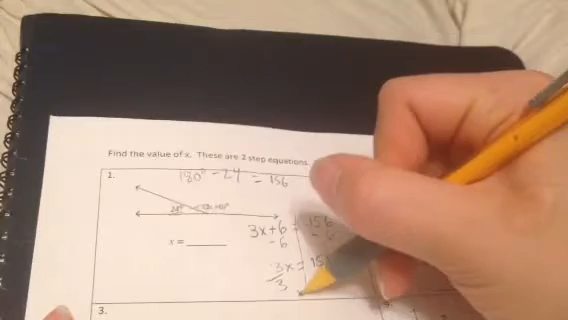 Find the value of x. These are 2 step equations.
1.
180° - 24 = 156
3x+6 = 156
-6 - 6
x =
3x = 15
3
3.